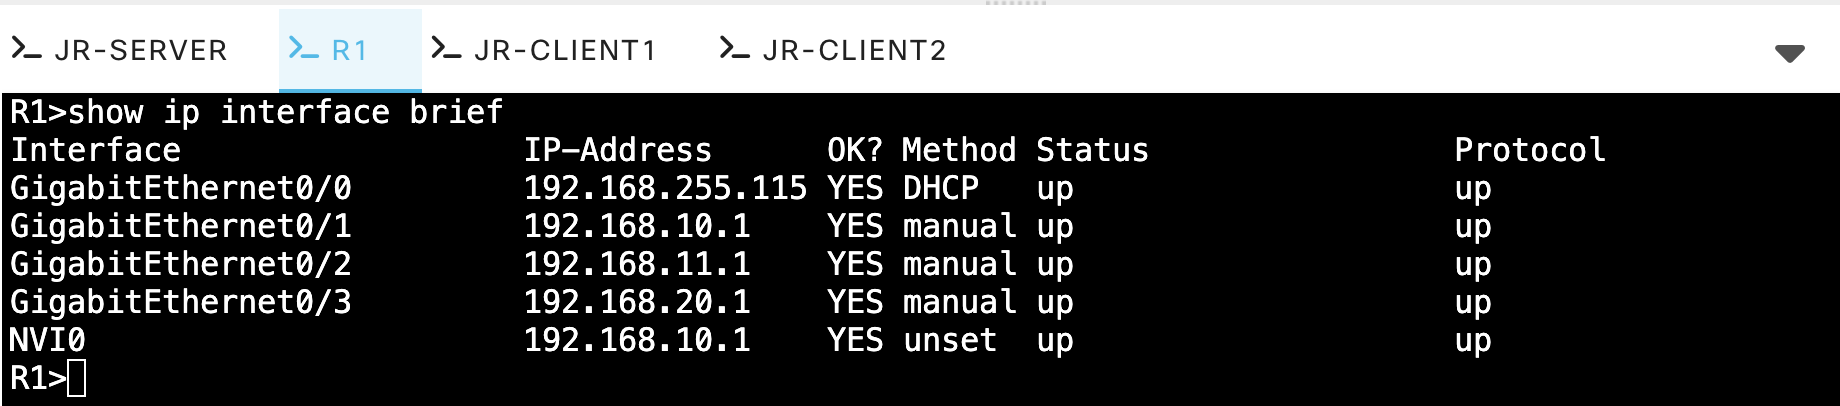 JR-SERVER R1 JR-CLIENT1 JR-CLIENT2
R1>show ip interface brief
Interface                  IP-Address      OK? Method Status                Protocol
GigabitEthernet0/0         192.168.255.115 YES DHCP   up                    up
GigabitEthernet0/1         192.168.10.1    YES manual up                    up
GigabitEthernet0/2         192.168.11.1    YES manual up                    up
GigabitEthernet0/3         192.168.20.1    YES manual up                    up
NVI0                       192.168.10.1    YES unset  up                    up
R1>